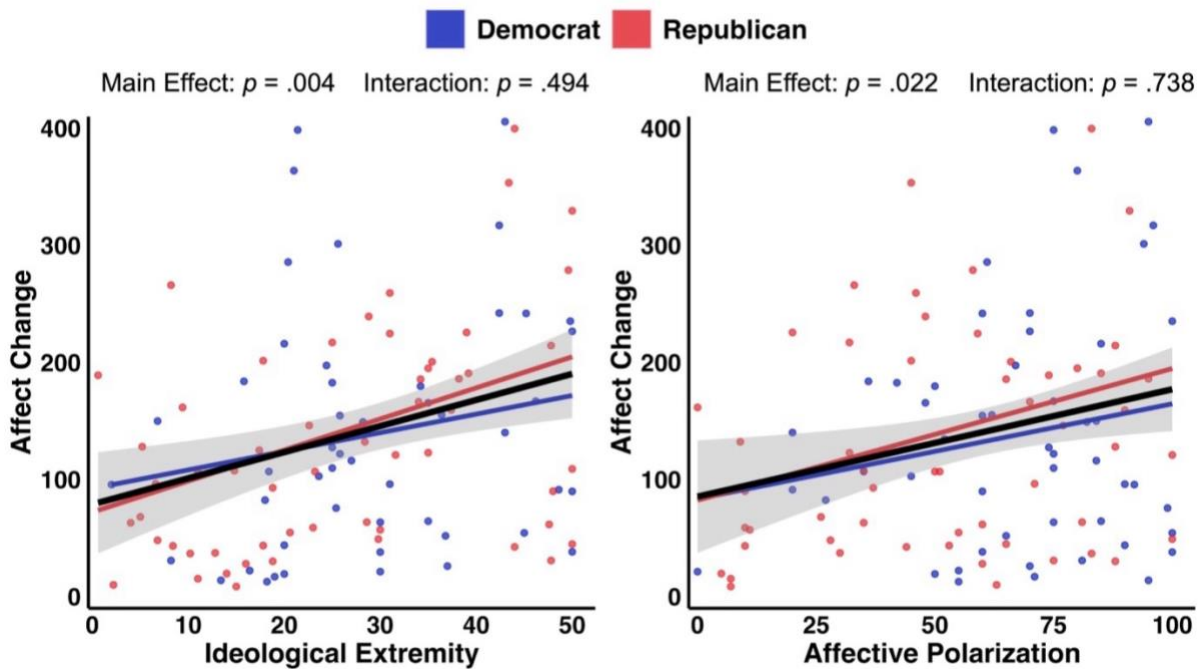 Democrat Republican
Main Effect: p = .004 Interaction: p = .494
400
300
200
100
0
Affect Change
0 10 20 30 40 50
Ideological Extremity
Main Effect: p = .022 Interaction: p = .738
400
300
200
100
0
Affect Change
0 25 50 75 100
Affective Polarization